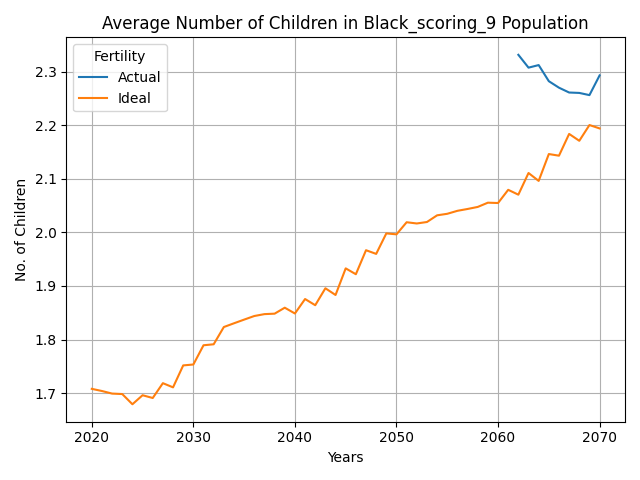 Average Number of Children in Black_scoring_9 Population
Fertility
Actual
Ideal
No. of Children
2.3
2.2
2.1
2.0
1.9
1.8
1.7
2020 2030 2040 2050 2060 2070
Years